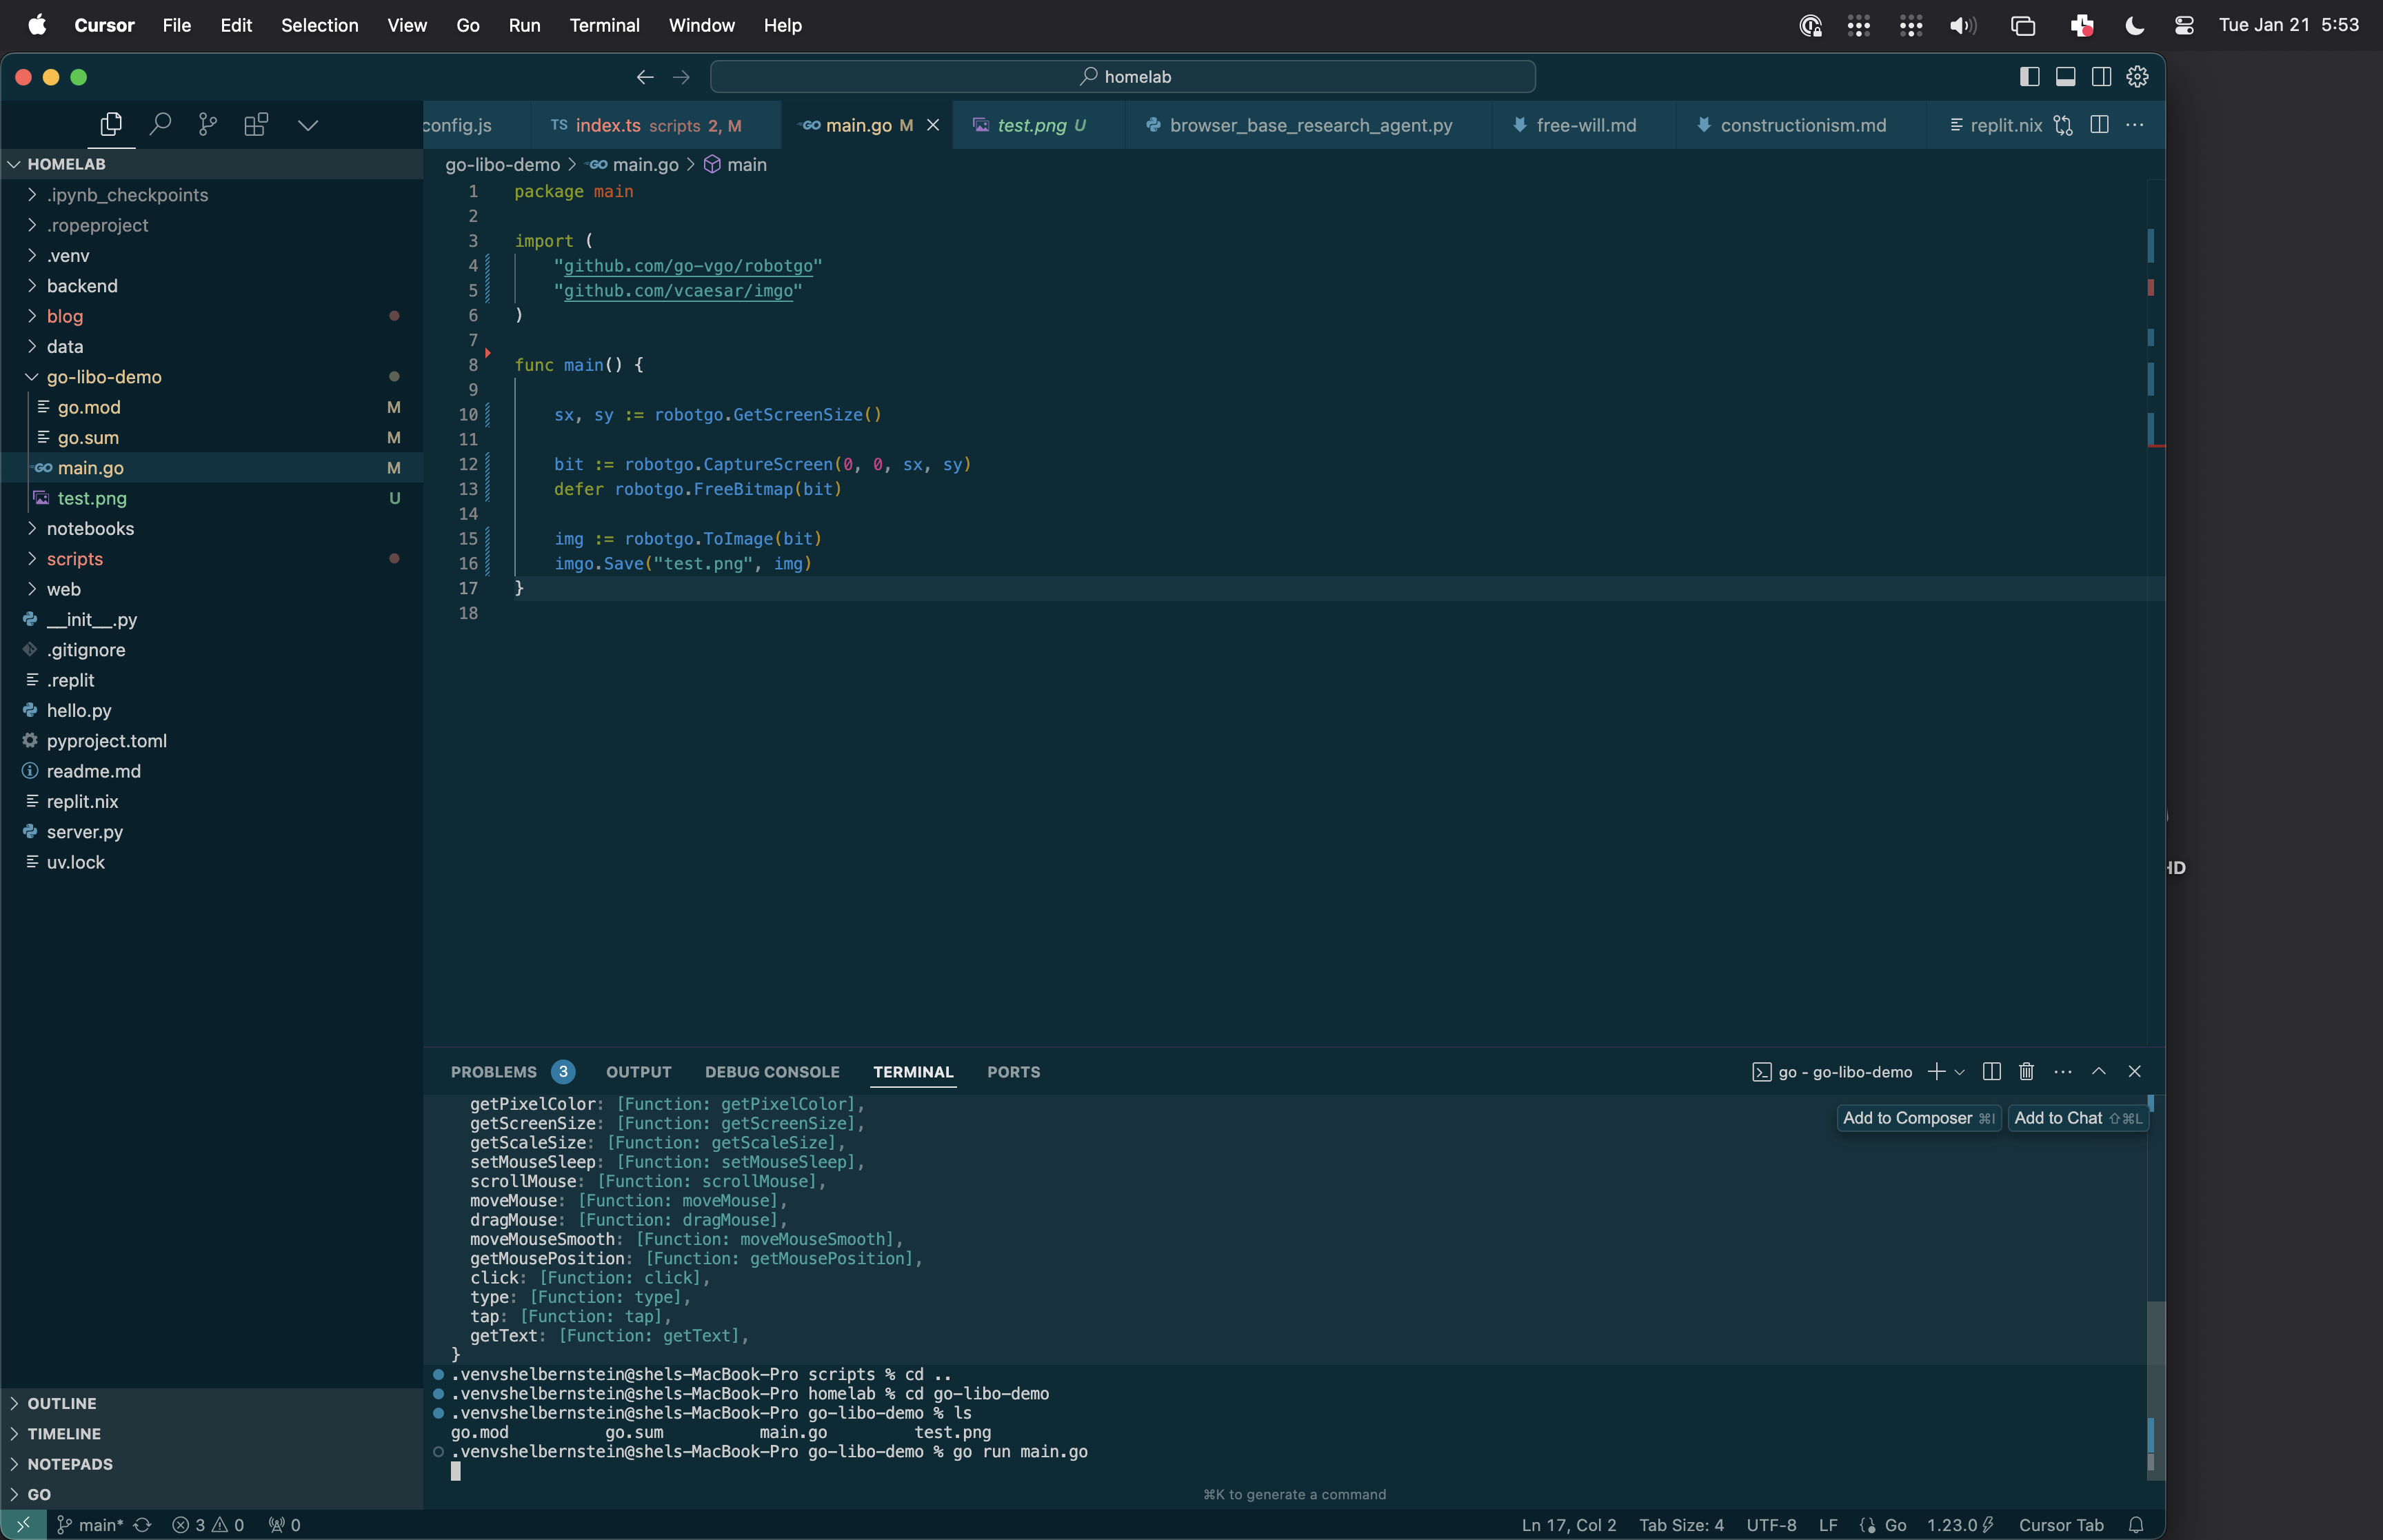 Cursor File Edit Selection View Go Run Terminal Window Help Tue Jan 21 5:53
homelab
config.js TS index.ts scripts 2, M GO main.go M test.png U browser_base_research_agent.py free-will.md constructionism.md replit.nix
HOMELAB
go-libo-demo > GO main.go > main
.ipynb_checkpoints
.ropeproject
.venv
backend
blog
data
go-libo-demo
go.mod M
go.sum M
GO main.go M
test.png U
notebooks
scripts
web
__init__.py
.gitignore
.replit
hello.py
pyproject.toml
readme.md
replit.nix
server.py
uv.lock
OUTLINE
TIMELINE
NOTEPADS
GO
1 package main
2
3 import (
4 "github.com/go-vgo/robotgo"
5 "github.com/vcaesar/imgo"
6 )
7
8 func main() {
9
10 sx, sy := robotgo.GetScreenSize()
11
12 bit := robotgo.CaptureScreen(0, 0, sx, sy)
13 defer robotgo.FreeBitmap(bit)
14
15 img := robotgo.ToImage(bit)
16 imgo.Save("test.png", img)
17 }
18
HD
PROBLEMS 3 OUTPUT DEBUG CONSOLE TERMINAL PORTS go - go-libo-demo
Add to Composer ⌘I Add to Chat ⇧⌘L
getPixelColor: [Function: getPixelColor],
getScreenSize: [Function: getScreenSize],
getScaleSize: [Function: getScaleSize],
setMouseSleep: [Function: setMouseSleep],
scrollMouse: [Function: scrollMouse],
moveMouse: [Function: moveMouse],
dragMouse: [Function: dragMouse],
moveMouseSmooth: [Function: moveMouseSmooth],
getMousePosition: [Function: getMousePosition],
click: [Function: click],
type: [Function: type],
tap: [Function: tap],
getText: [Function: getText],
}
.venvshelbernstein@shels-MacBook-Pro scripts % cd ..
.venvshelbernstein@shels-MacBook-Pro homelab % cd go-libo-demo
.venvshelbernstein@shels-MacBook-Pro go-libo-demo % ls
go.mod go.sum main.go test.png
.venvshelbernstein@shels-MacBook-Pro go-libo-demo % go run main.go
⌘K to generate a command
main* 3 0 0 Ln 17, Col 2 Tab Size: 4 UTF-8 LF Go 1.23.0 Cursor Tab